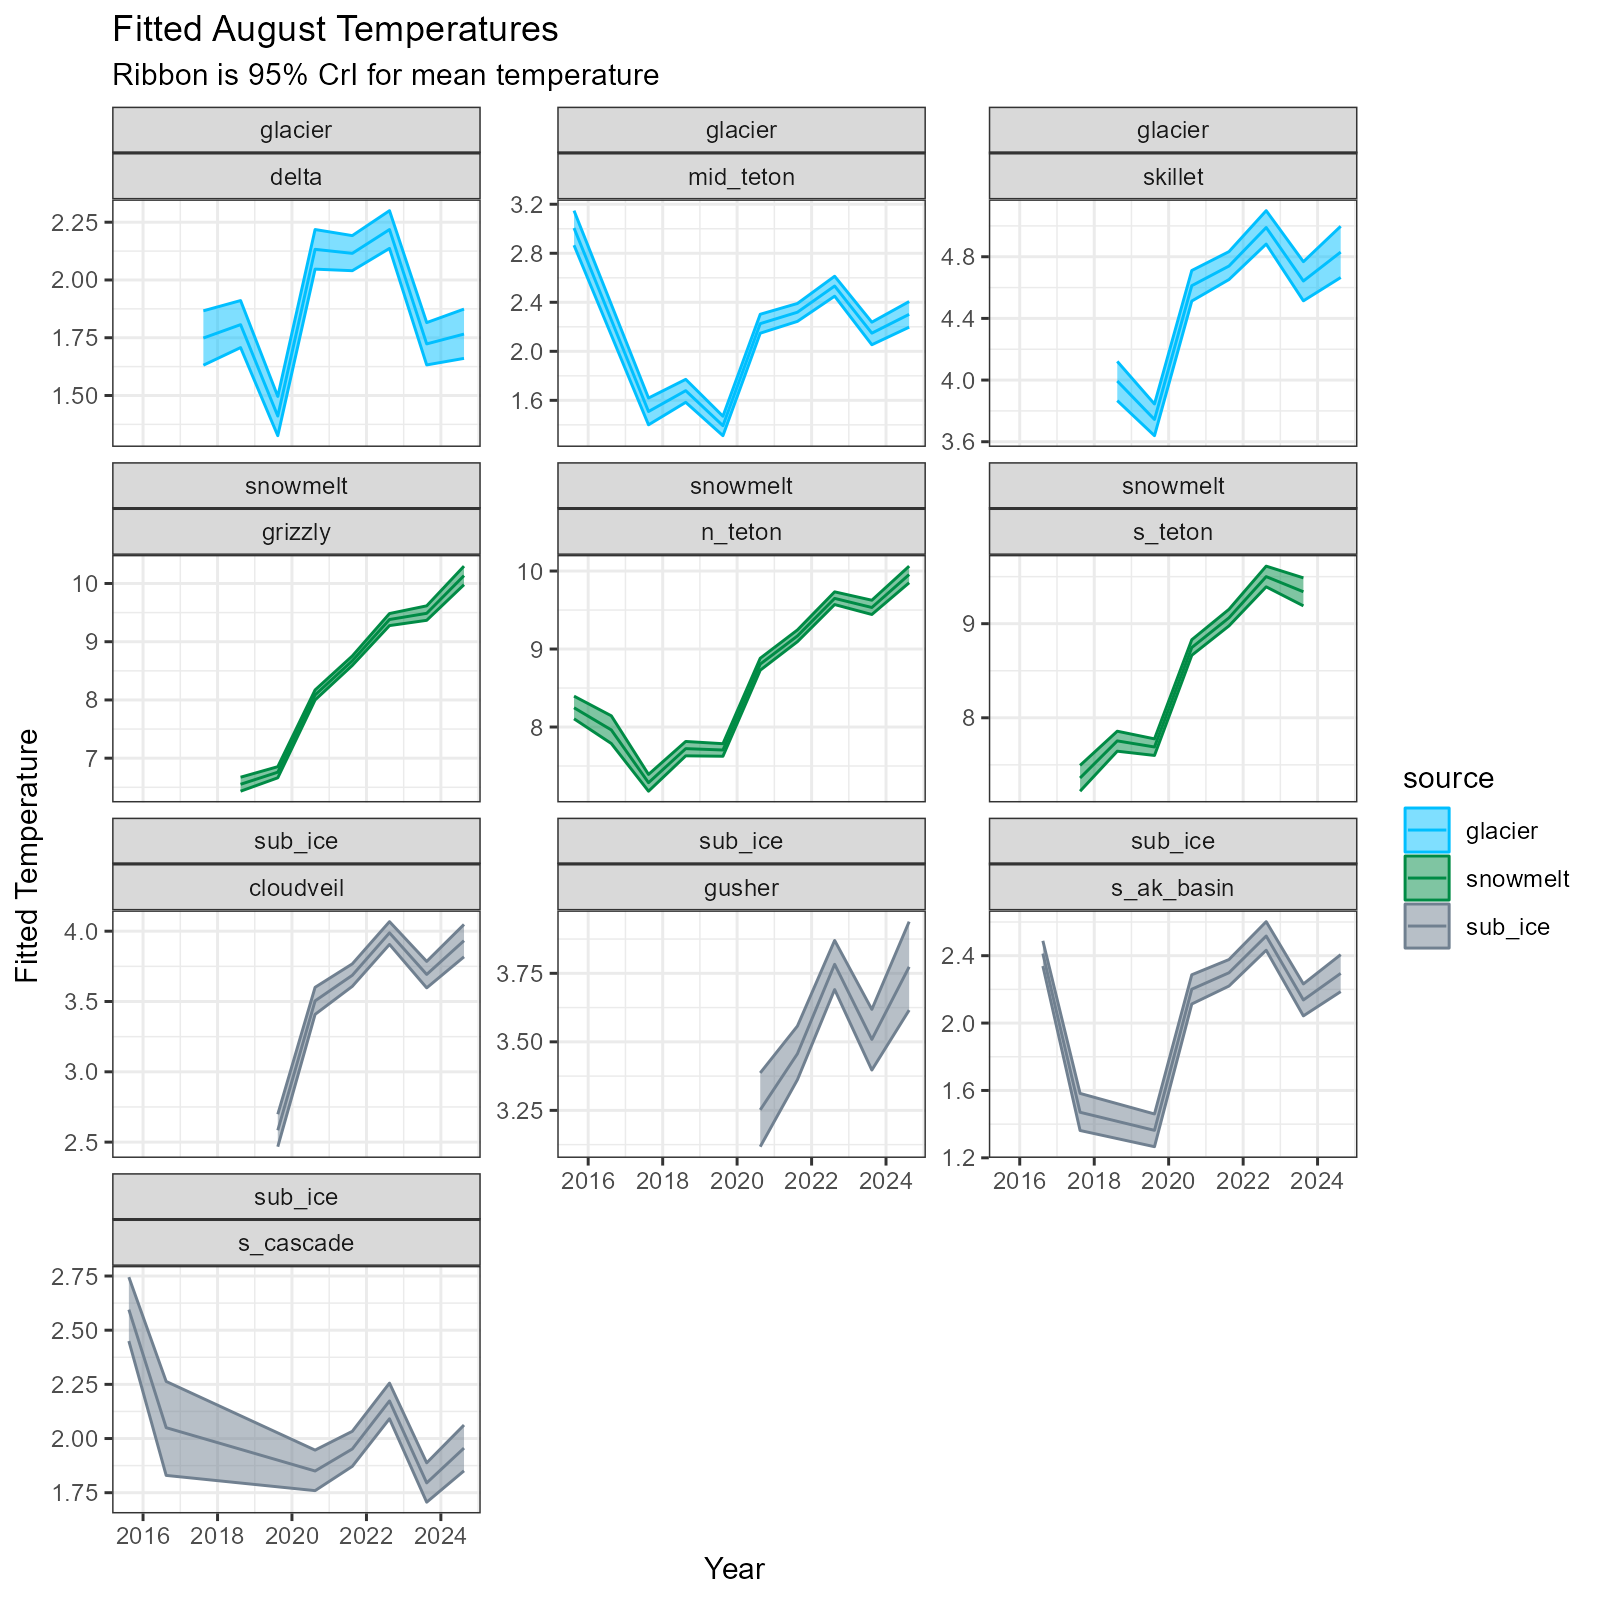 Fitted August Temperatures
Ribbon is 95% CrI for mean temperature
glacier
delta
2.25
2.00
1.75
1.50
glacier
mid_teton
3.2
2.8
2.4
2.0
1.6
glacier
skillet
4.8
4.4
4.0
3.6
snowmelt
grizzly
10
9
8
7
snowmelt
n_teton
10
9
8
snowmelt
s_teton
9
8
sub_ice
cloudveil
4.0
3.5
3.0
2.5
sub_ice
gusher
3.75
3.50
3.25
2016 2018 2020 2022 2024
sub_ice
s_ak_basin
2.4
2.0
1.6
1.2
2016 2018 2020 2022 2024
sub_ice
s_cascade
2.75
2.50
2.25
2.00
1.75
2016 2018 2020 2022 2024
Fitted Temperature
Year
source
glacier
snowmelt
sub_ice